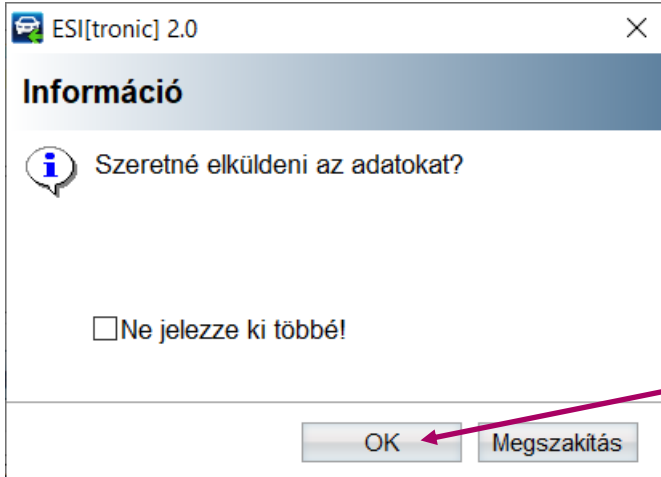 ESI[tronic] 2.0
Információ
Szeretné elküldeni az adatokat?
Ne jelezze ki többé!
OK
Megszakítás